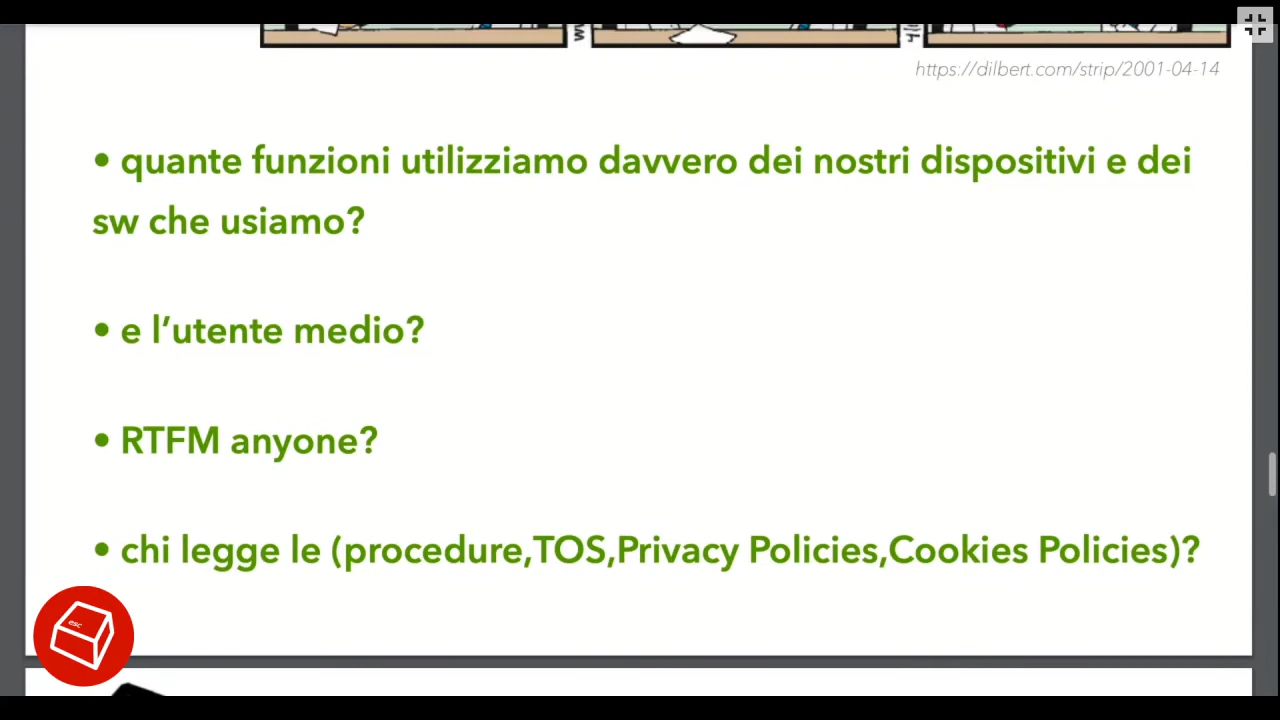 https://dilbert.com/strip/2001-04-14
• quante funzioni utilizziamo davvero dei nostri dispositivi e dei
sw che usiamo?
• e l’utente medio?
• RTFM anyone?
• chi legge le (procedure,TOS,Privacy Policies,Cookies Policies)?
esc